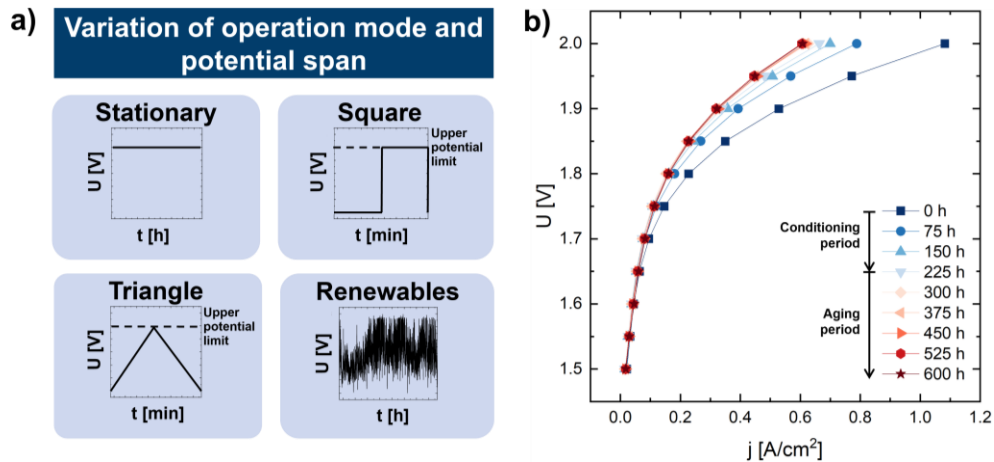 a)
Variation of operation mode and
potential span
Stationary
U [V]
t [h]
Square
Upper
potential
limit
U [V]
t [min]
Triangle
Upper
potential
limit
U [V]
t [min]
Renewables
U [V]
t [h]
b)
2.0
1.9
1.8
1.7
1.6
1.5
U [V]
0.0 0.2 0.4 0.6 0.8 1.0 1.2
j [A/cm²]
Conditioning
period
Aging
period
0 h
75 h
150 h
225 h
300 h
375 h
450 h
525 h
600 h